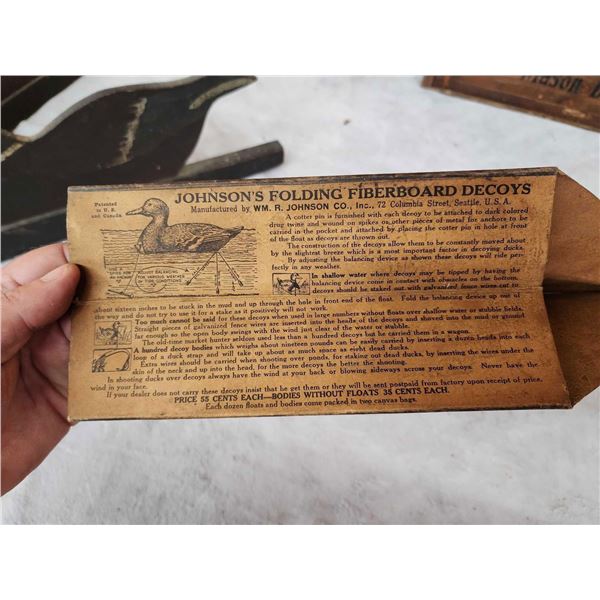 JOHNSON'S FOLDING FIBERBOARD DECOYS
Manufactured by WM. R. JOHNSON CO., Inc., 72 Columbia Street, Seattle, U. S. A.
Patented
in U. S.
and Canada
A cotter pin is furnished with each decoy to be attached to dark colored
drug twine and wound on spikes or other pieces of metal for anchors to be
carried in the pocket and attached by placing the cotter pin in hole at front
of the float as decoys are thrown out.
The construction of the decoys allow them to be constantly moved about
by the slightest breeze which is a most important factor in decoying ducks.
By adjusting the balancing device as shown these decoys will ride per-
fectly in any weather.
ADJUST BALANCING
FOR VARIOUS WEATHER
CONDITIONS
In shallow water where decoys may be tipped by having the
balancing device come in contact with obstacles on the bottom,
decoys should be staked out with galvanized fence wires cut to
about sixteen inches to be stuck in the mud and up through the hole in front end of the float. Fold the balancing device up out of
the way and do not try to use it for a stake as it positively will not work.
Too much cannot be said for these decoys when used in large numbers without floats over shallow water or stubble fields.
Straight pieces of galvanized fence wires are inserted into the heads of the decoys and shoved into the mud or ground
far enough so the open body swings with the wind just clear of the water or stubble.
The old-time market hunter seldom used less than a hundred decoys but he carried them in a wagon.
A hundred decoy bodies which weighs about nineteen pounds can be easily carried by inserting a dozen heads into each
loop of a duck strap and will take up about as much space as eight dead ducks.
Extra wires should be carried when shooting over ponds, for staking out dead ducks, by inserting the wires under the
skin of the neck and up into the head, for the more decoys the better the shooting.
In shooting ducks over decoys always have the wind at your back or blowing sideways across your decoys. Never have the
wind in your face.
If your dealer does not carry these decoys insist that he get them or they will be sent postpaid from factory upon receipt of price.
PRICE 55 CENTS EACH—BODIES WITHOUT FLOATS 35 CENTS EACH.
Each dozen floats and bodies come packed in two canvas bags.